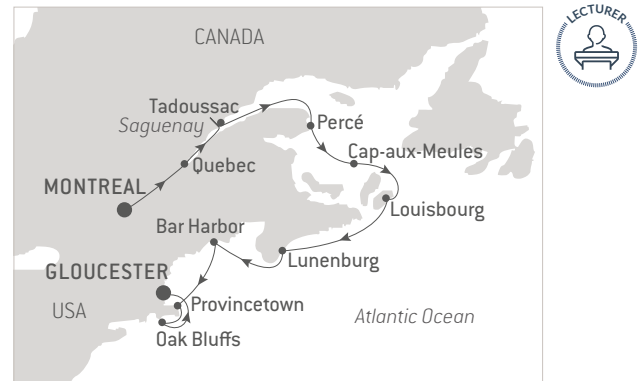 LECTURER
CANADA
Tadoussac
Saguenay
Percé
Cap-aux-Meules
Quebec
MONTREAL
Louisbourg
Bar Harbor
Lunenburg
GLOUCESTER
Provincetown
USA
Atlantic Ocean
Oak Bluffs